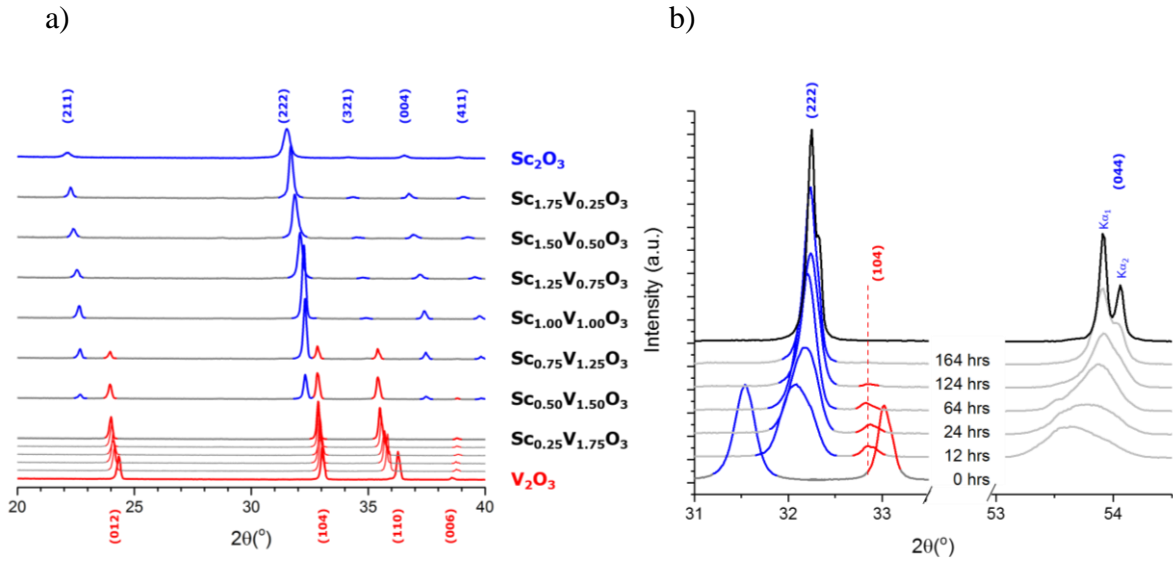 a)
(211)
(222)
(321)
(004)
(411)
Sc₂O₃
Sc₁.₇₅V₀.₂₅O₃
Sc₁.₅₀V₀.₅₀O₃
Sc₁.₂₅V₀.₇₅O₃
Sc₁.₀₀V₁.₀₀O₃
Sc₀.₇₅V₁.₂₅O₃
Sc₀.₅₀V₁.₅₀O₃
Sc₀.₂₅V₁.₇₅O₃
V₂O₃
20 25 30 35 40
(012)
(104)
(110)
(006)
2θ(°)
b)
Intensity (a.u.)
(222)
(104)
Kα₁
Kα₂
(044)
164 hrs
124 hrs
64 hrs
24 hrs
12 hrs
0 hrs
31 32 33 53 54
2θ(°)